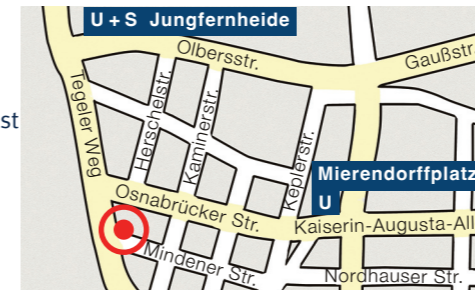 U + S Jungfernheide
Olbersstr.
Gaußstr
Tegeler Weg
st
Herschelstr.
Kaminerstr.
Keplerstr.
Mierendorffplatz
U
Osnabrücker Str.
Kaiserin-Augusta-All
Mindener Str.
Nordhauser Str.